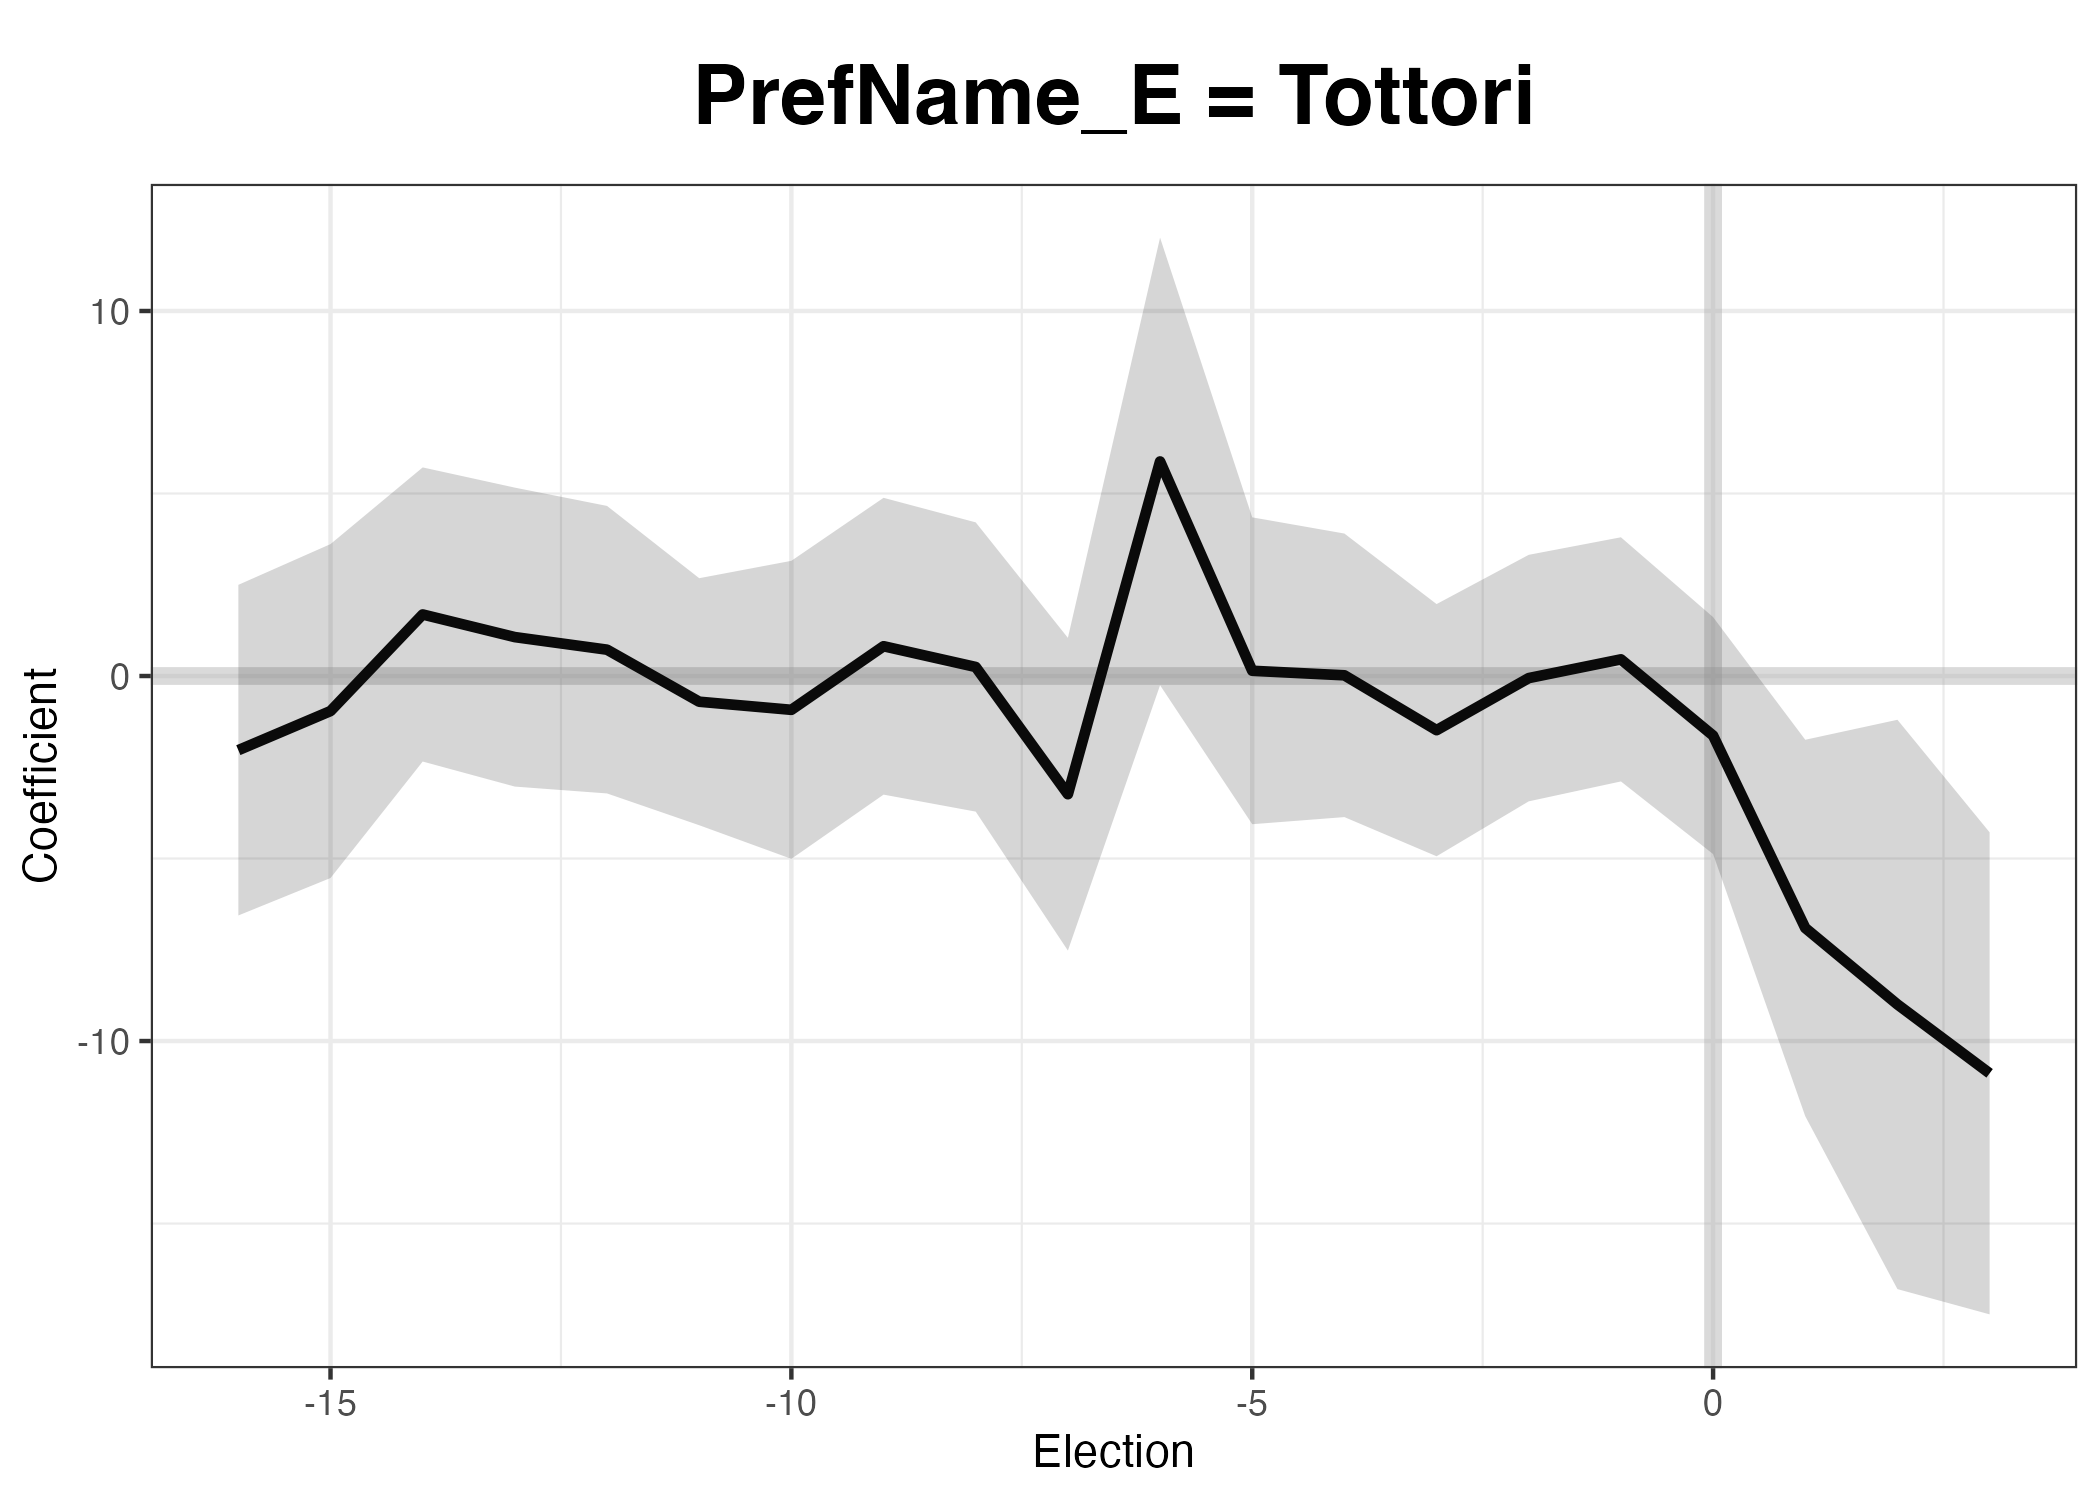 PrefName_E = Tottori
10
0
-10
Coefficient
-15 -10 -5 0
Election